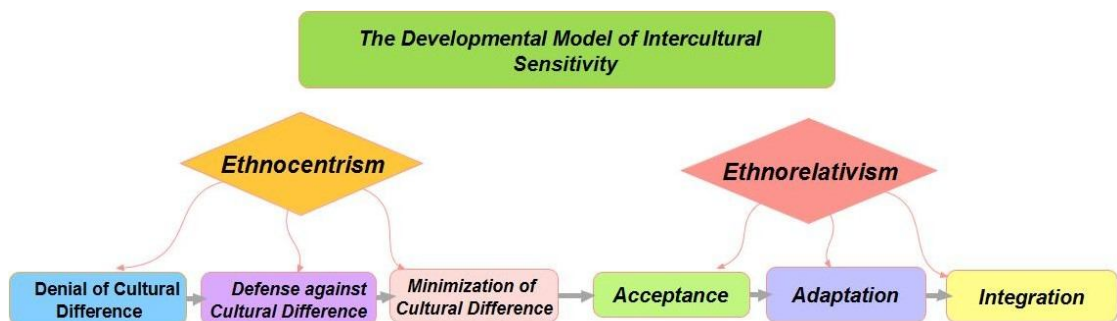 The Developmental Model of Intercultural
Sensitivity
Ethnocentrism
Ethnorelativism
Denial of Cultural
Difference
Defense against
Cultural Difference
Minimization of
Cultural Difference
Acceptance
Adaptation
Integration